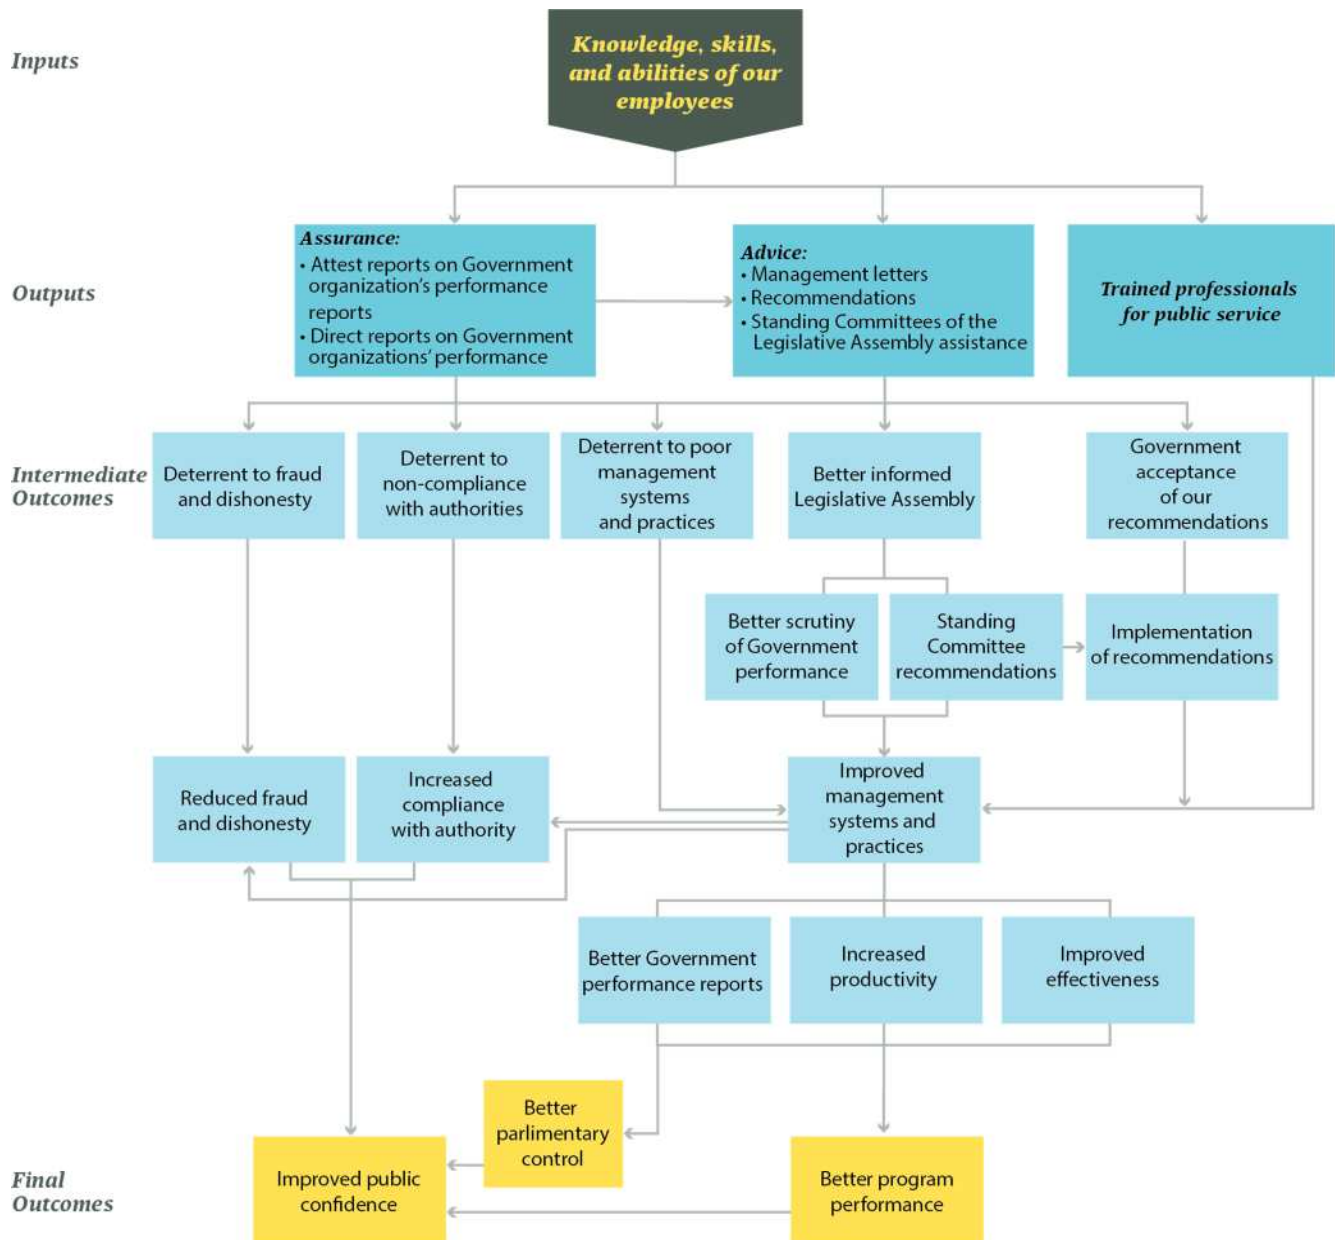 Inputs
Knowledge, skills,
and abilities of our
employees
Outputs
Assurance:
• Attest reports on Government
organization's performance
reports
• Direct reports on Government
organizations' performance
Advice:
• Management letters
• Recommendations
• Standing Committees of the
Legislative Assembly assistance
Trained professionals
for public service
Intermediate
Outcomes
Deterrent to fraud
and dishonesty
Deterrent to
non-compliance
with authorities
Deterrent to poor
management
systems
and practices
Better informed
Legislative Assembly
Government
acceptance
of our
recommendations
Better scrutiny
of Government
performance
Standing
Committee
recommendations
Implementation
of recommendations
Reduced fraud
and dishonesty
Increased
compliance
with authority
Improved
management
systems and
practices
Better Government
performance reports
Increased
productivity
Improved
effectiveness
Better
parlimentary
control
Final
Outcomes
Improved public
confidence
Better program
performance